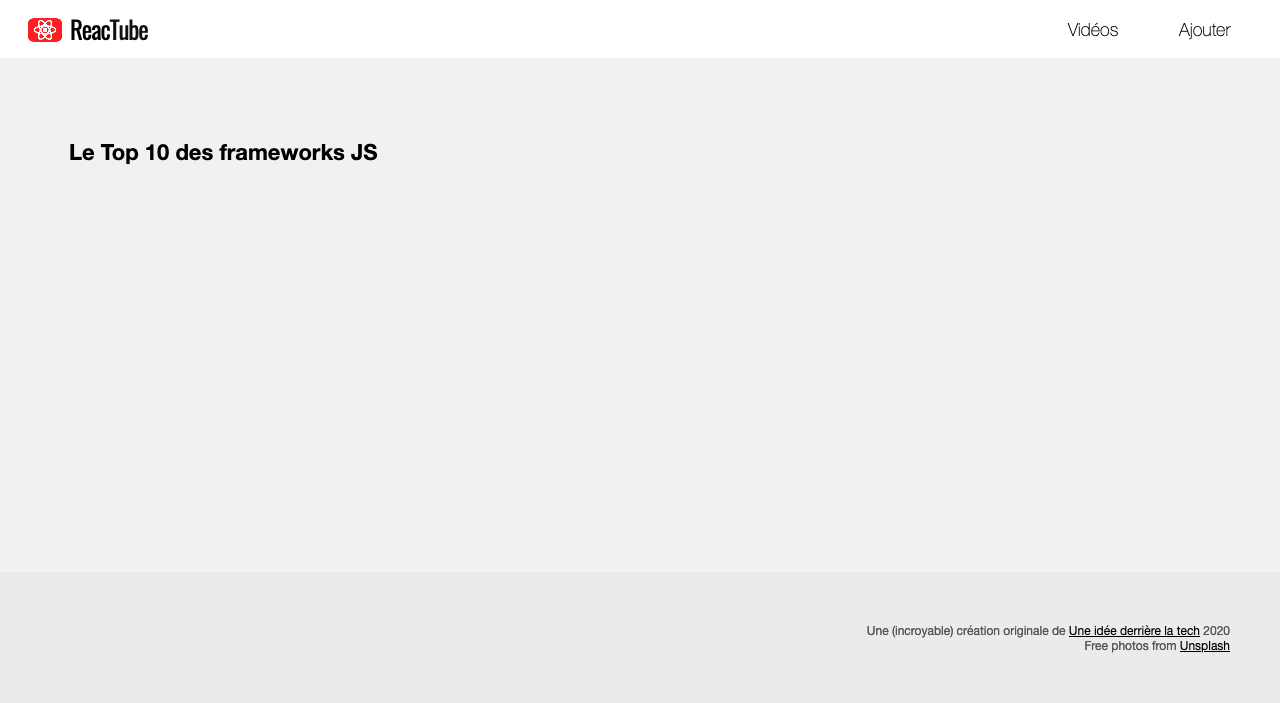 ReacTube
Vidéos
Ajouter
Le Top 10 des frameworks JS
Une (incroyable) création originale de Une idée derrière la tech 2020
Free photos from Unsplash